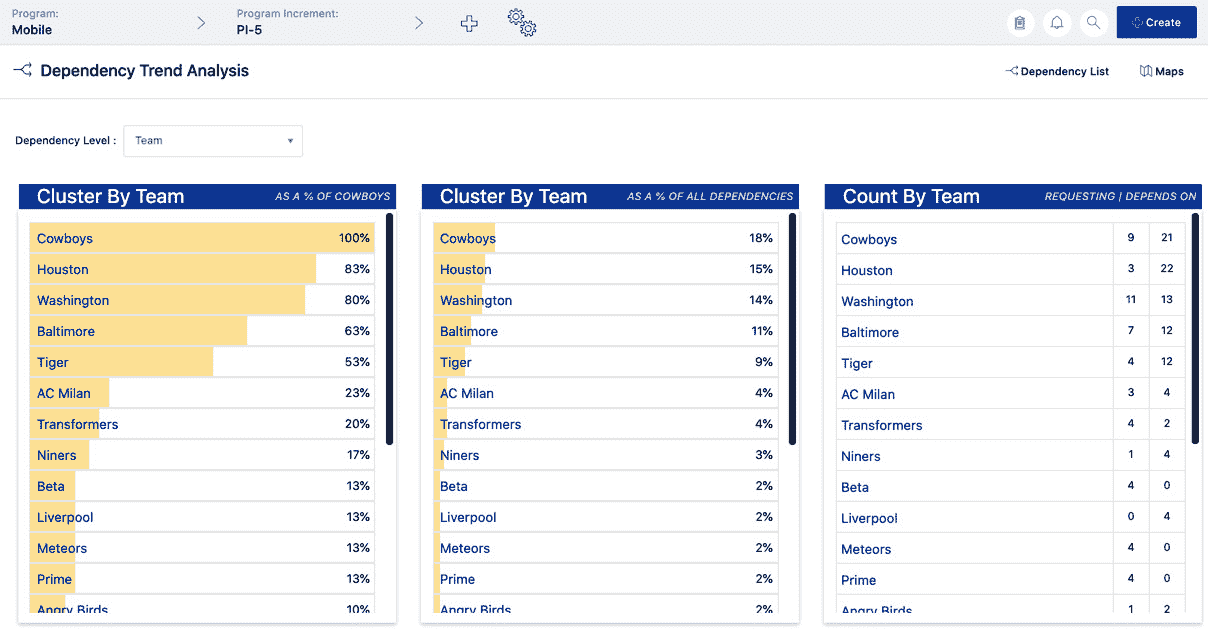 Program:
Mobile
Program Increment:
PI-5
Create
Dependency Trend Analysis
Dependency List
Maps
Dependency Level :
Team
Cluster By Team
AS A % OF COWBOYS
Cowboys 100%
Houston 83%
Washington 80%
Baltimore 63%
Tiger 53%
AC Milan 23%
Transformers 20%
Niners 17%
Beta 13%
Liverpool 13%
Meteors 13%
Prime 13%
Angry Birds 10%
Cluster By Team
AS A % OF ALL DEPENDENCIES
Cowboys 18%
Houston 15%
Washington 14%
Baltimore 11%
Tiger 9%
AC Milan 4%
Transformers 4%
Niners 3%
Beta 2%
Liverpool 2%
Meteors 2%
Prime 2%
Angry Birds 2%
Count By Team
REQUESTING | DEPENDS ON
Cowboys 9 21
Houston 3 22
Washington 11 13
Baltimore 7 12
Tiger 4 12
AC Milan 3 4
Transformers 4 2
Niners 1 4
Beta 4 0
Liverpool 0 4
Meteors 4 0
Prime 4 0
Angry Birds 1 2